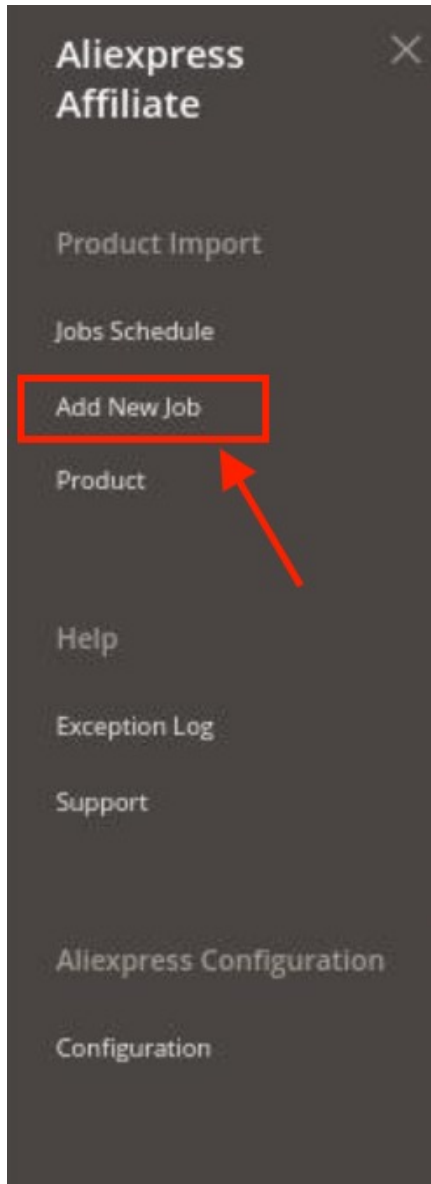 Aliexpress
Affiliate
Product Import
Jobs Schedule
Add New Job
Product
Help
Exception Log
Support
Aliexpress Configuration
Configuration